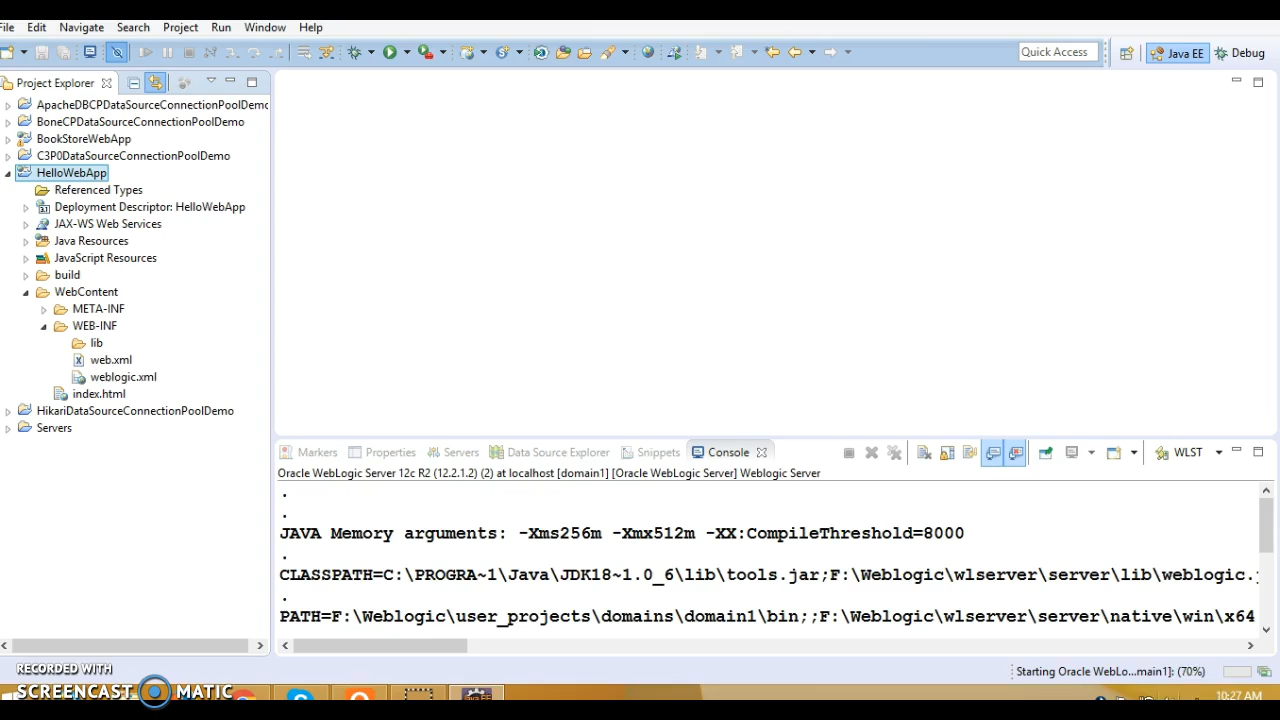 File Edit Navigate Search Project Run Window Help
Quick Access
Java EE
Debug
Project Explorer
ApacheDBCPDataSourceConnectionPoolDemo
BoneCPDataSourceConnectionPoolDemo
BookStoreWebApp
C3P0DataSourceConnectionPoolDemo
HelloWebApp
Referenced Types
Deployment Descriptor: HelloWebApp
JAX-WS Web Services
Java Resources
JavaScript Resources
build
WebContent
META-INF
WEB-INF
lib
web.xml
weblogic.xml
index.html
HikariDataSourceConnectionPoolDemo
Servers
Markers Properties Servers Data Source Explorer Snippets Console
WLST
Oracle WebLogic Server 12c R2 (12.2.1.2) (2) at localhost [domain1] [Oracle WebLogic Server] Weblogic Server
.
.
JAVA Memory arguments: -Xms256m -Xmx512m -XX:CompileThreshold=8000
.
CLASSPATH=C:\PROGRA~1\Java\JDK18~1.0_6\lib\tools.jar;F:\Weblogic\wlserver\server\lib\weblogic.j
.
PATH=F:\Weblogic\user_projects\domains\domain1\bin;;F:\Weblogic\wlserver\server\native\win\x64
Starting Oracle WebLo...main1]: (70%)
RECORDED WITH
SCREENCAST MATIC
10:27 AM